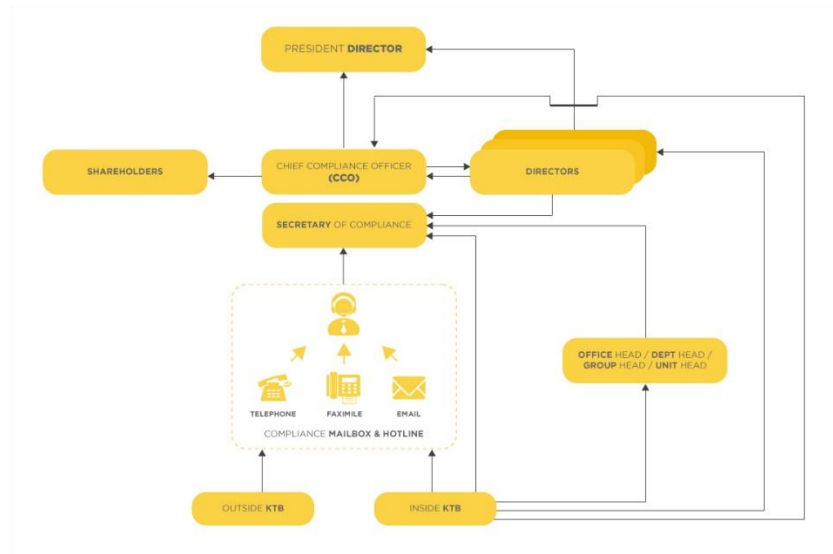 PRESIDENT DIRECTOR
SHAREHOLDERS
CHIEF COMPLIANCE OFFICER
(CCO)
DIRECTORS
SECRETARY OF COMPLIANCE
OFFICE HEAD / DEPT HEAD /
GROUP HEAD / UNIT HEAD
TELEPHONE
FAXIMILE
EMAIL
COMPLIANCE MAILBOX & HOTLINE
OUTSIDE KTB
INSIDE KTB